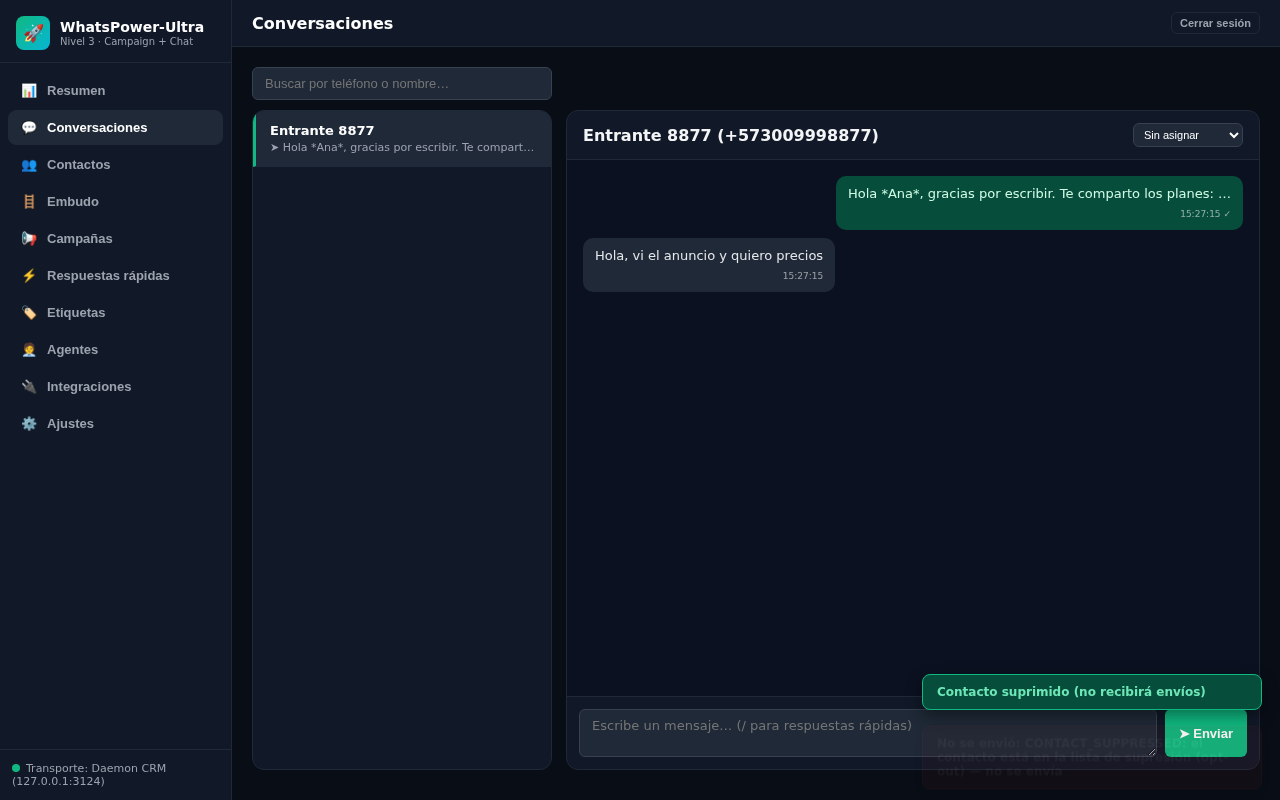 WhatsPower-Ultra
Nivel 3 · Campaign + Chat
Resumen
Conversaciones
Contactos
Embudo
Campañas
Respuestas rápidas
Etiquetas
Agentes
Integraciones
Ajustes
Transporte: Daemon CRM
(127.0.0.1:3124)
Conversaciones
Cerrar sesión
Buscar por teléfono o nombre…
Entrante 8877
➤ Hola *Ana*, gracias por escribir. Te compart…
Entrante 8877 (+573009998877)
Sin asignar
Hola *Ana*, gracias por escribir. Te comparto los planes: …
15:27:15 ✓
Hola, vi el anuncio y quiero precios
15:27:15
Contacto suprimido (no recibirá envíos)
Escribe un mensaje… (/ para respuestas rápidas)
➤ Enviar
No se envió: CONTACT_SUPPRESSED: el
contacto está en la lista de supresión (opt-
out) — no se envía